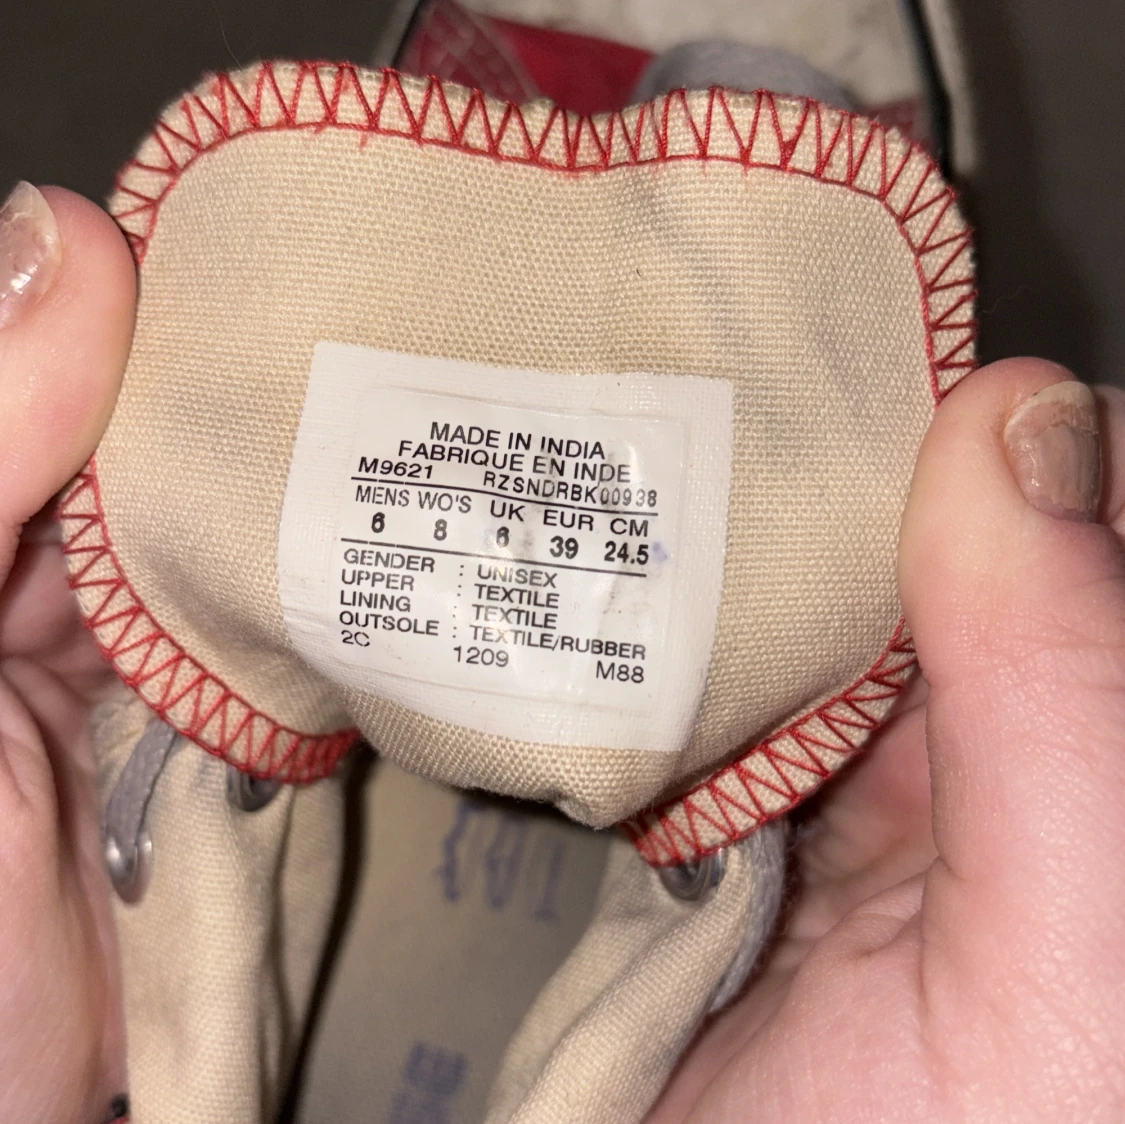 MADE IN INDIA
FABRIQUE EN INDE
M9621 RZSNDRBK00938
MENS WO'S UK EUR CM
6 8 6 39 24.5
GENDER : UNISEX
UPPER : TEXTILE
LINING : TEXTILE
OUTSOLE : TEXTILE/RUBBER
2C 1209 M88